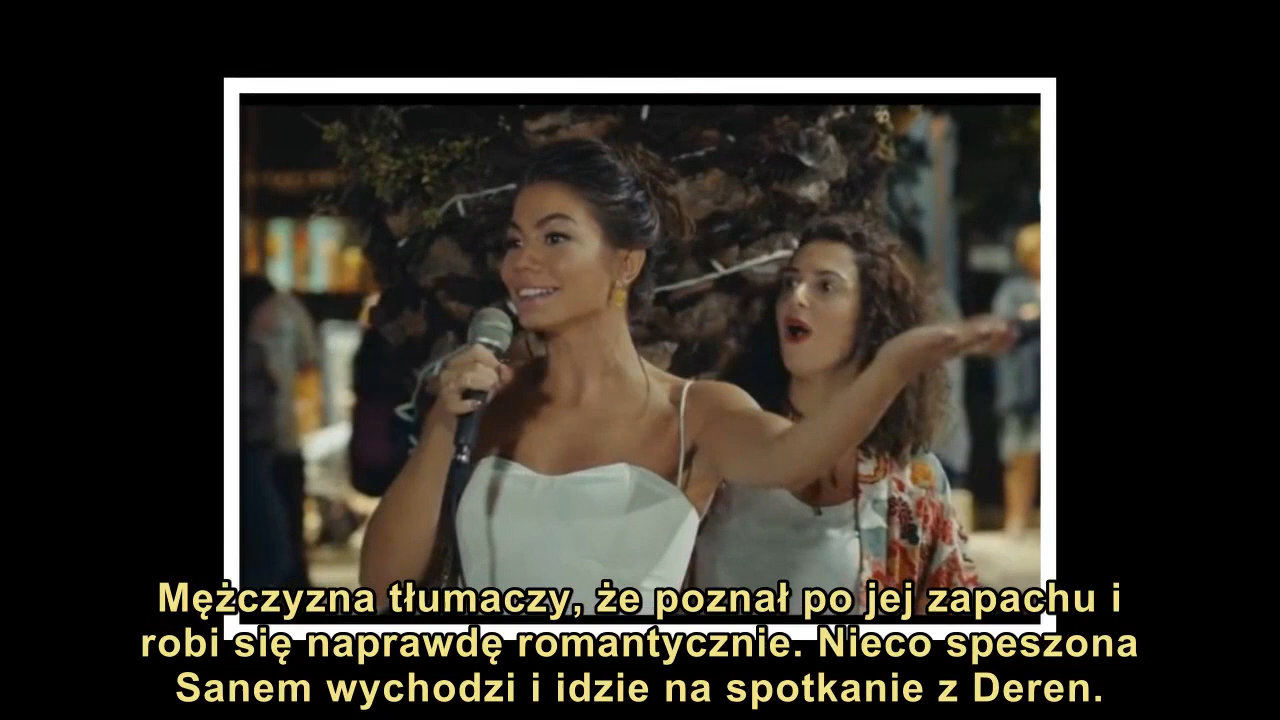 Mężczyzna tłumaczy, że poznał po jej zapachu i
robi się naprawdę romantycznie. Nieco speszona
Sanem wychodzi i idzie na spotkanie z Deren.